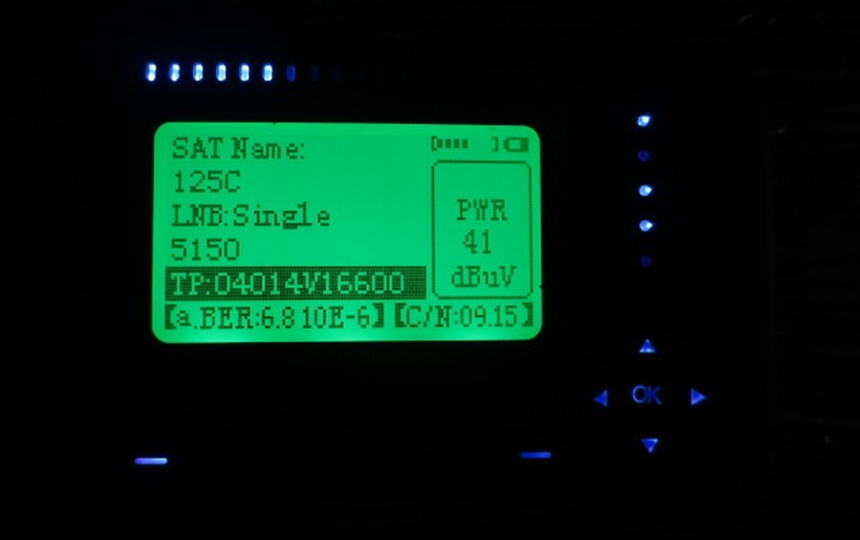 SAT Name:
125C
LNB:Single
5150
TP:04014V16600
PWR
41
dBuV
[a.BER:6.8 10E-6] [C/N:09.15]
OK